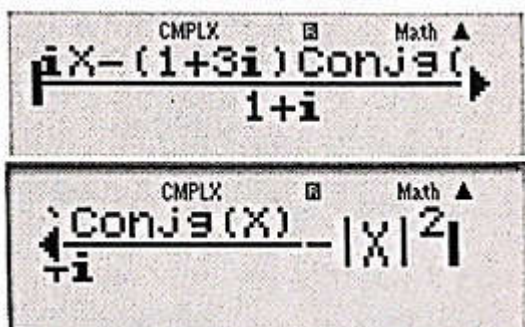 CMPLX R Math ▲
iX-(1+3i)Conjg(
1+i
CMPLX R Math ▲
Conjg(X)
-|X|²
+i